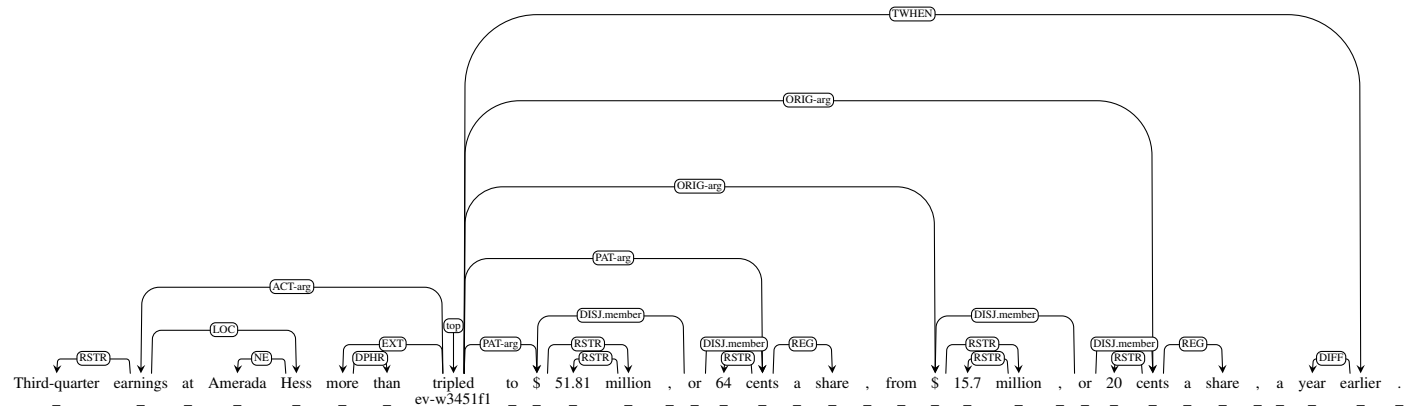 TWHEN
ORIG-arg
ORIG-arg
PAT-arg
ACT-arg
DISJ.member DISJ.member
top
LOC
EXT PAT-arg RSTR DISJ.member REG RSTR DISJ.member REG
RSTR NE DPHR RSTR RSTR RSTR RSTR DIFF
Third-quarter earnings at Amerada Hess more than tripled to $ 51.81 million , or 64 cents a share , from $ 15.7 million , or 20 cents a share , a year earlier .
_ _ _ _ _ _ _ ev-w3451f1 _ _ _ _ _ _ _ _ _ _ _ _ _ _ _ _ _ _ _ _ _ _ _ _ _ _